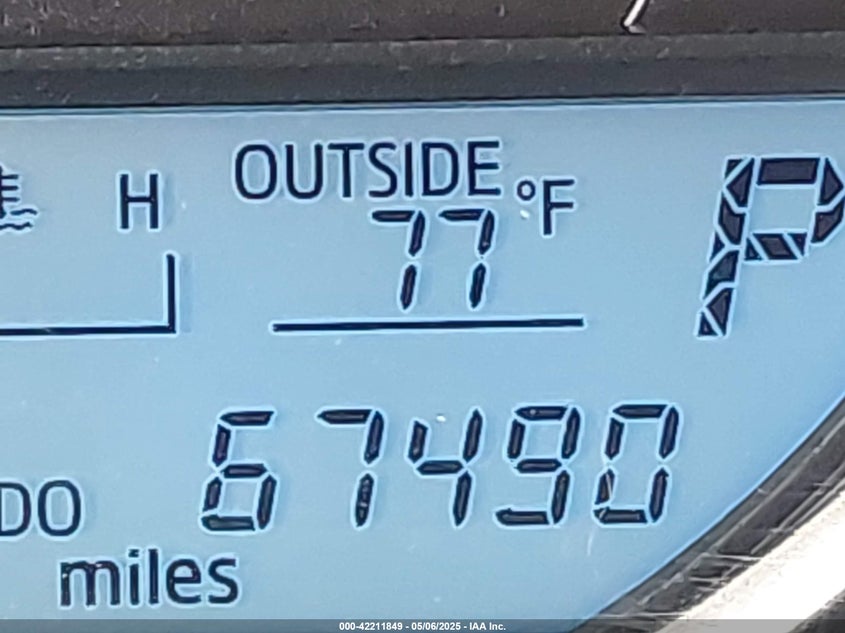 H OUTSIDE °F P
77
67490
DO
miles
000-42211849 - 05/06/2025 - IAA Inc.